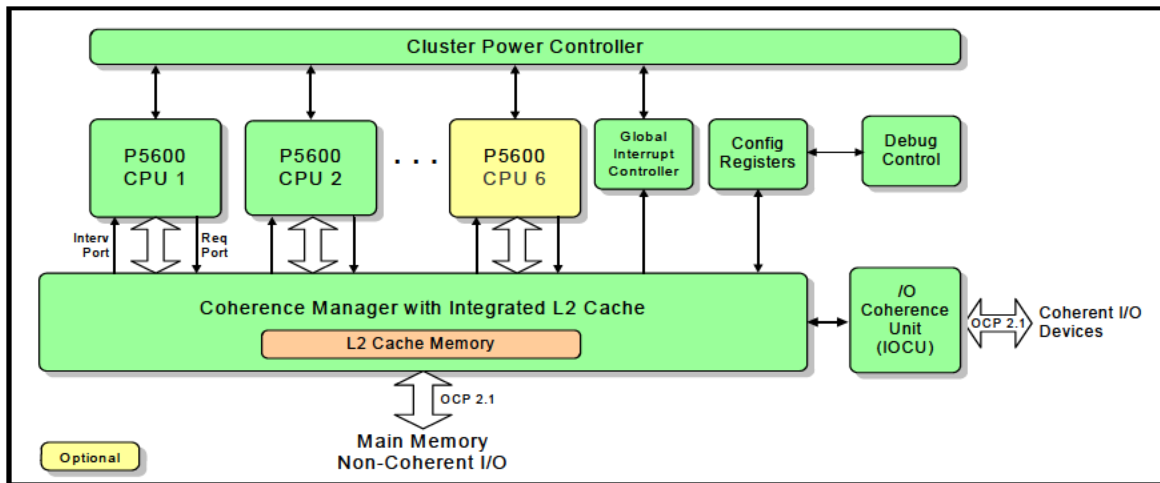 Cluster Power Controller
P5600
CPU 1
P5600
CPU 2
. . .
P5600
CPU 6
Global
Interrupt
Controller
Config
Registers
Debug
Control
Interv
Port
Req
Port
Coherence Manager with Integrated L2 Cache
L2 Cache Memory
/O
Coherence
Unit
(IOCU)
OCP 2.1
Coherent I/O
Devices
OCP 2.1
Main Memory
Non-Coherent I/O
Optional